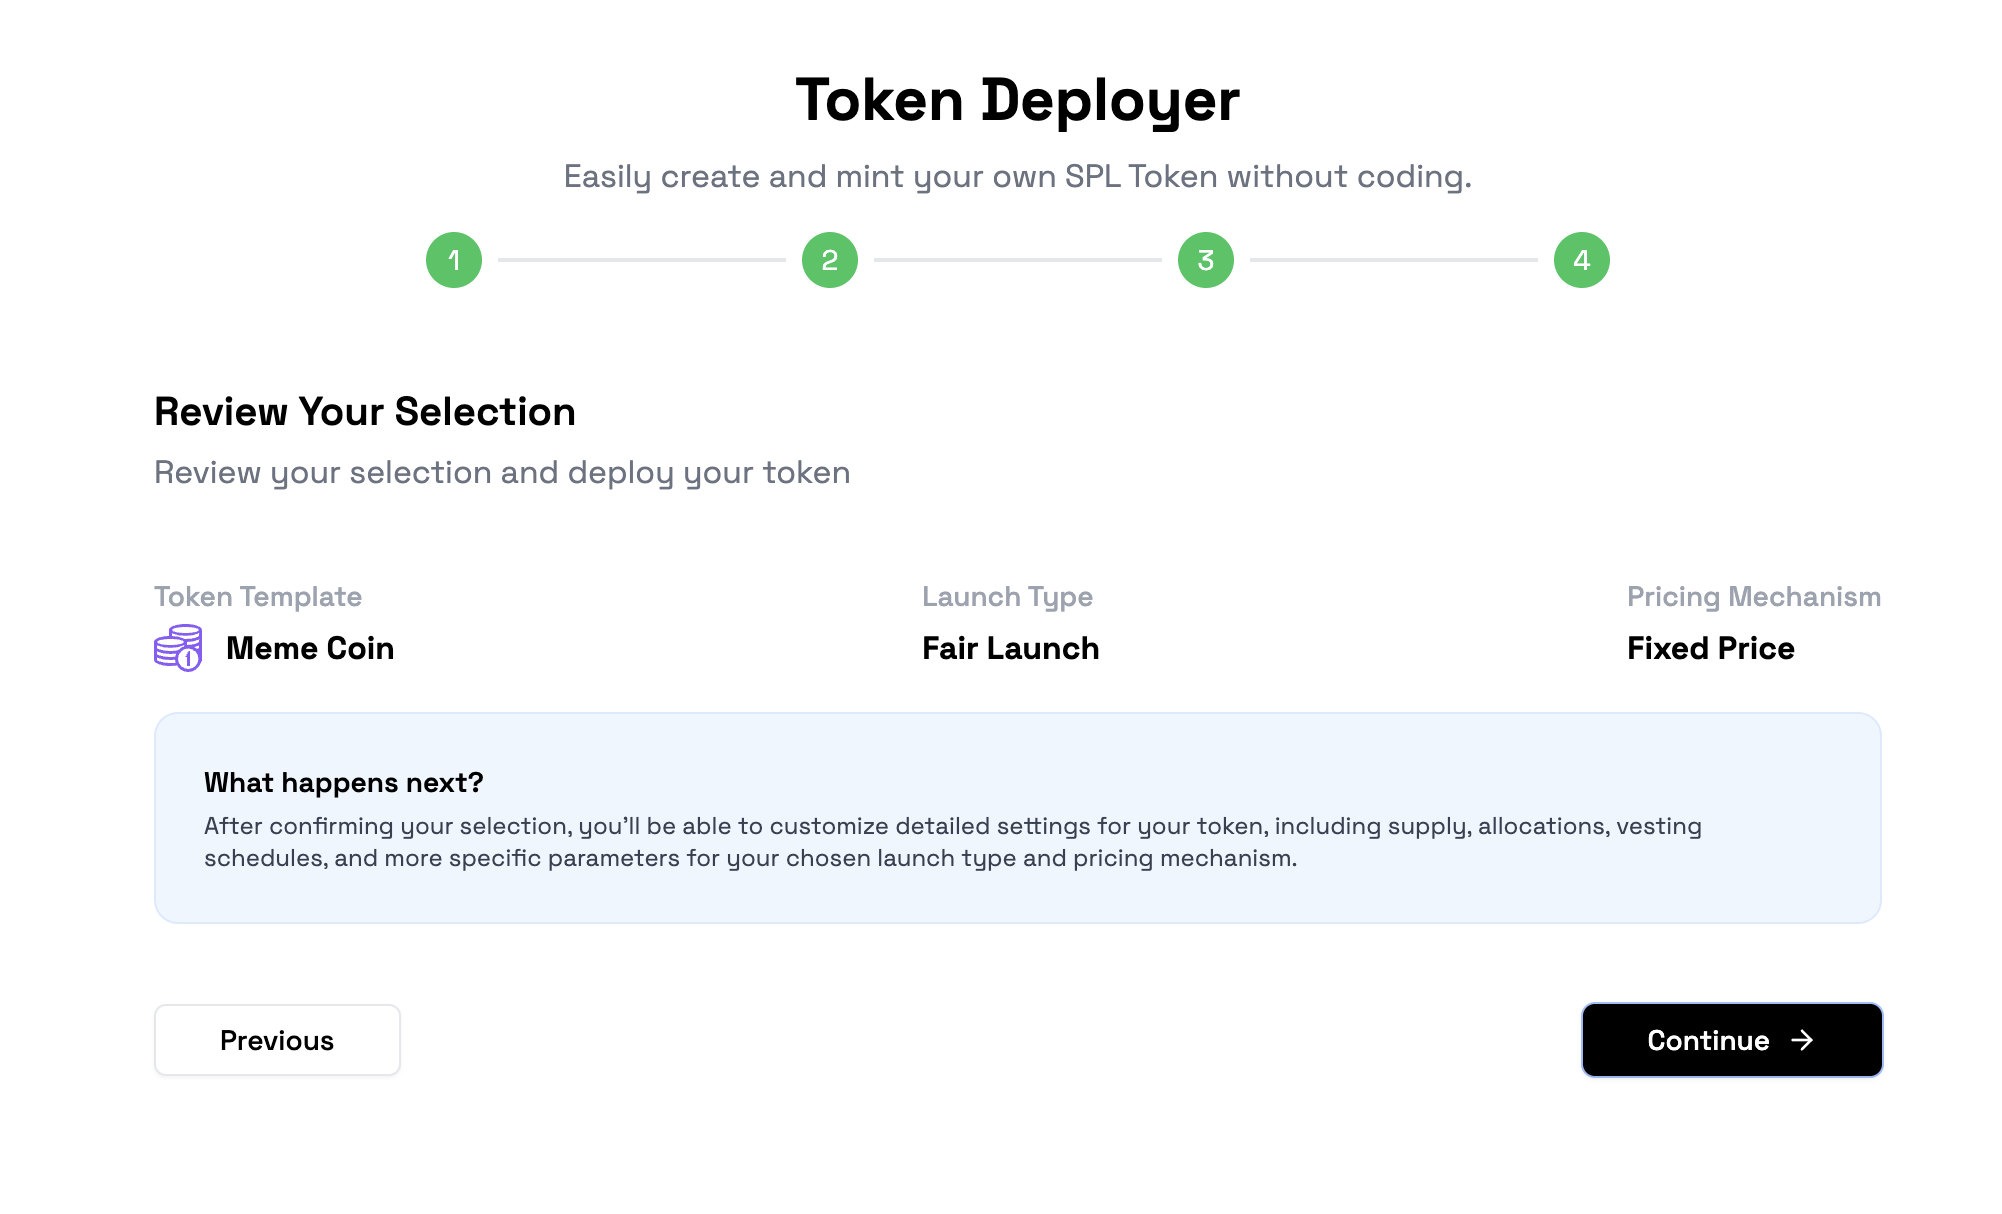 Token Deployer
Easily create and mint your own SPL Token without coding.
1 2 3 4
Review Your Selection
Review your selection and deploy your token
Token Template
Meme Coin
Launch Type
Fair Launch
Pricing Mechanism
Fixed Price
What happens next?
After confirming your selection, you'll be able to customize detailed settings for your token, including supply, allocations, vesting
schedules, and more specific parameters for your chosen launch type and pricing mechanism.
Previous
Continue →